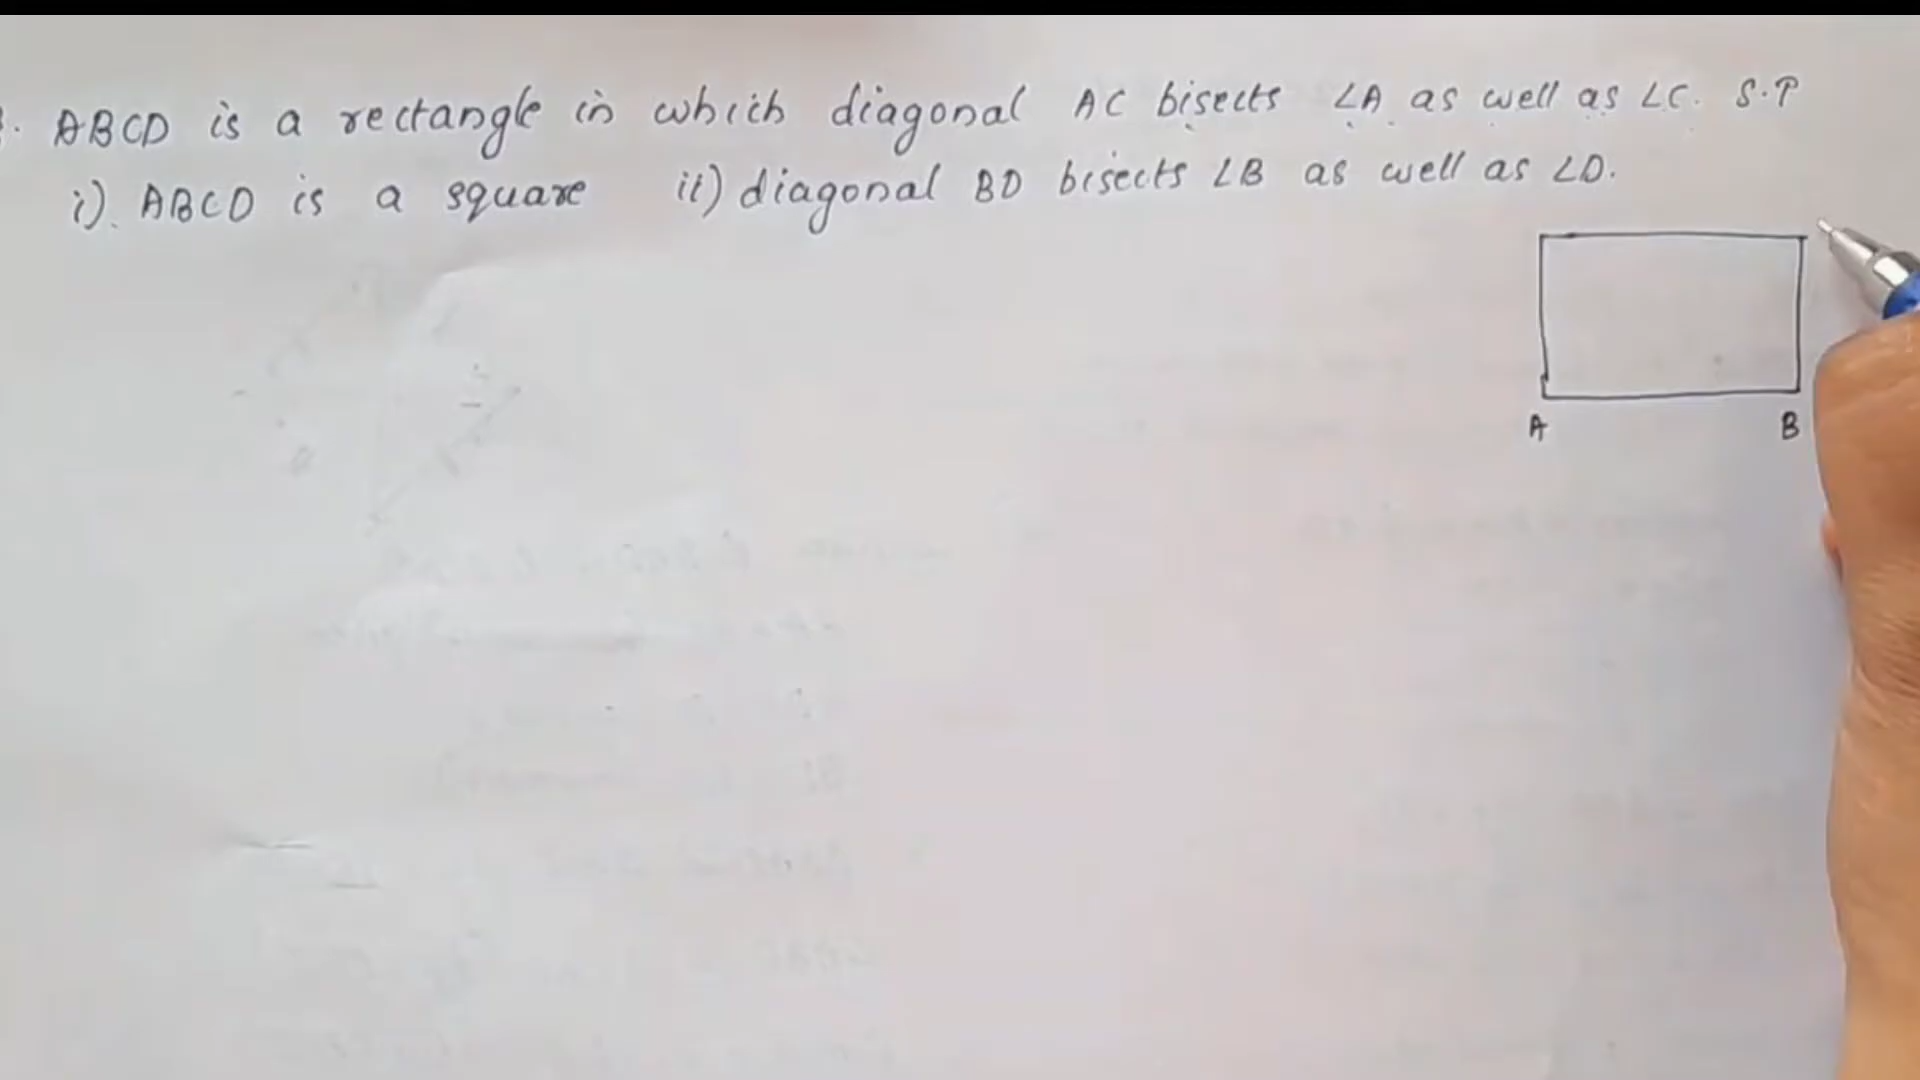 ABCD is a rectangle in which diagonal AC bisects ∠A as well as ∠C. S.P
i). ABCD is a square ii) diagonal BD bisects ∠B as well as ∠D.
A B